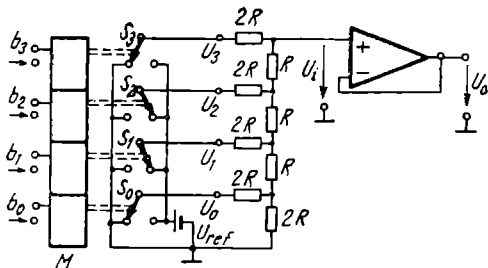 b₃ S₃ U₃ 2R
b₂ S₂ U₂ 2R R Uᵢ + − Uₒ
b₁ S₁ U₁ 2R R
b₀ S₀ U₀ 2R R
U_ref 2R
M